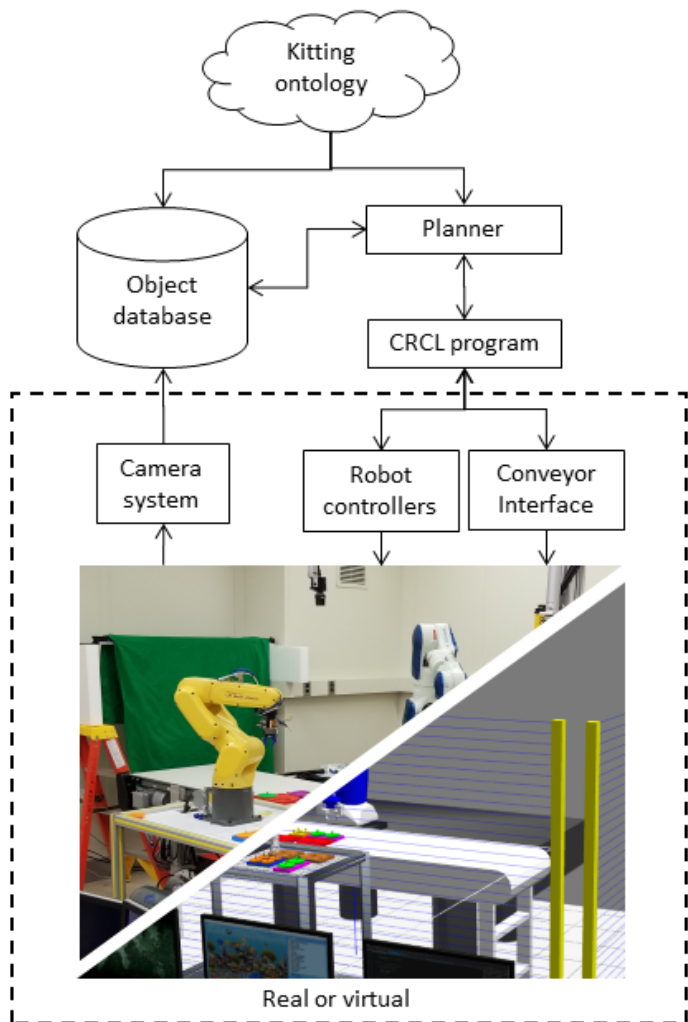 Kitting
ontology
Object
database
Planner
CRCL program
Camera
system
Robot
controllers
Conveyor
Interface
Real or virtual